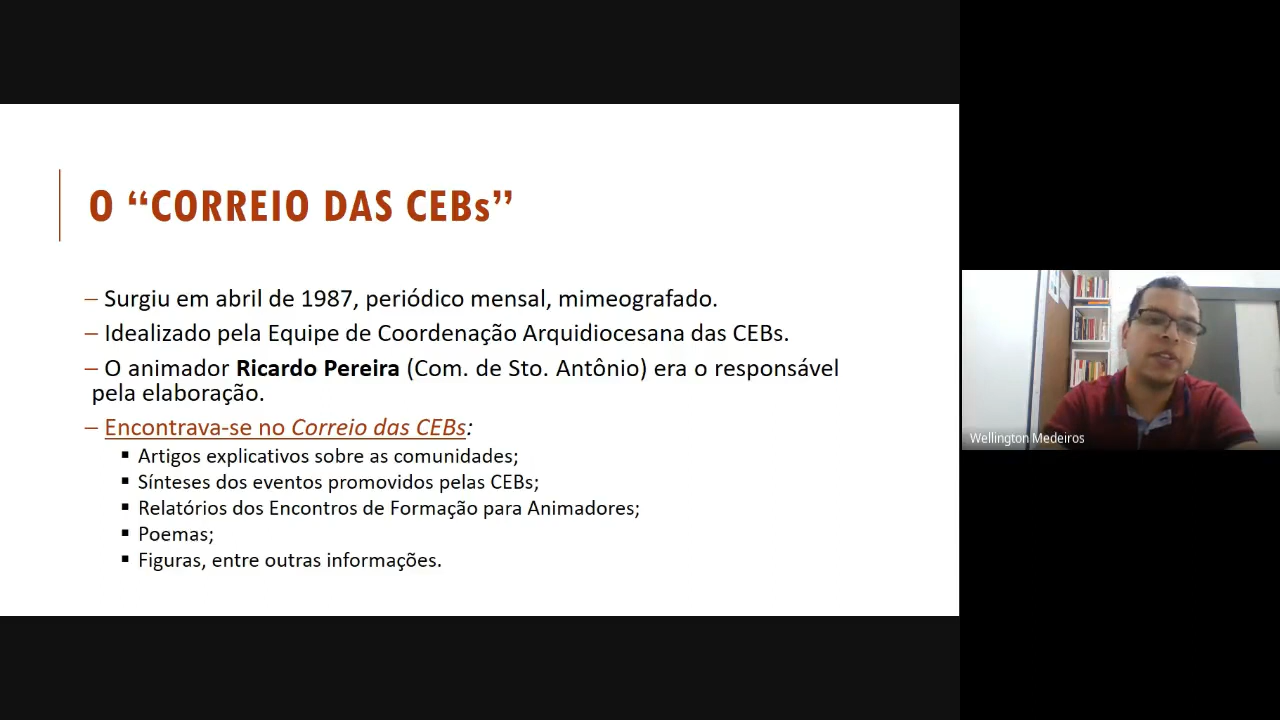 O “CORREIO DAS CEBs”
– Surgiu em abril de 1987, periódico mensal, mimeografado.
– Idealizado pela Equipe de Coordenação Arquidiocesana das CEBs.
– O animador Ricardo Pereira (Com. de Sto. Antônio) era o responsável
pela elaboração.
– Encontrava-se no Correio das CEBs:
▪ Artigos explicativos sobre as comunidades;
▪ Sínteses dos eventos promovidos pelas CEBs;
▪ Relatórios dos Encontros de Formação para Animadores;
▪ Poemas;
▪ Figuras, entre outras informações.
Wellington Medeiros